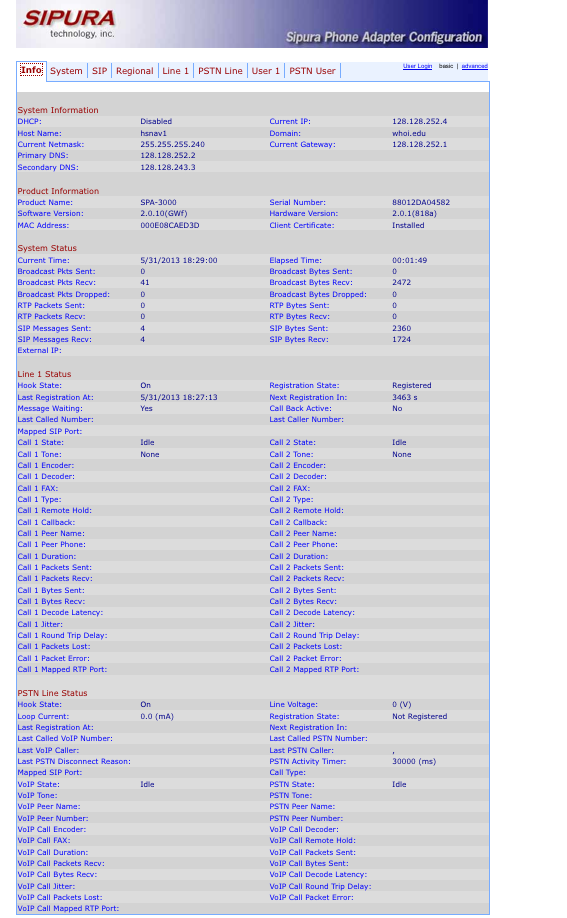 SIPURA
technology, inc.
Sipura Phone Adapter Configuration
Info System SIP Regional Line 1 PSTN Line User 1 PSTN User User Login basic | advanced
System Information
DHCP: Disabled Current IP: 128.128.252.4
Host Name: hsnav1 Domain: whoi.edu
Current Netmask: 255.255.255.240 Current Gateway: 128.128.252.1
Primary DNS: 128.128.252.2
Secondary DNS: 128.128.243.3
Product Information
Product Name: SPA-3000 Serial Number: 88012DA04582
Software Version: 2.0.10(GWf) Hardware Version: 2.0.1(818a)
MAC Address: 000E08CAED3D Client Certificate: Installed
System Status
Current Time: 5/31/2013 18:29:00 Elapsed Time: 00:01:49
Broadcast Pkts Sent: 0 Broadcast Bytes Sent: 0
Broadcast Pkts Recv: 41 Broadcast Bytes Recv: 2472
Broadcast Pkts Dropped: 0 Broadcast Bytes Dropped: 0
RTP Packets Sent: 0 RTP Bytes Sent: 0
RTP Packets Recv: 0 RTP Bytes Recv: 0
SIP Messages Sent: 4 SIP Bytes Sent: 2360
SIP Messages Recv: 4 SIP Bytes Recv: 1724
External IP:
Line 1 Status
Hook State: On Registration State: Registered
Last Registration At: 5/31/2013 18:27:13 Next Registration In: 3463 s
Message Waiting: Yes Call Back Active: No
Last Called Number: Last Caller Number:
Mapped SIP Port:
Call 1 State: Idle Call 2 State: Idle
Call 1 Tone: None Call 2 Tone: None
Call 1 Encoder: Call 2 Encoder:
Call 1 Decoder: Call 2 Decoder:
Call 1 FAX: Call 2 FAX:
Call 1 Type: Call 2 Type:
Call 1 Remote Hold: Call 2 Remote Hold:
Call 1 Callback: Call 2 Callback:
Call 1 Peer Name: Call 2 Peer Name:
Call 1 Peer Phone: Call 2 Peer Phone:
Call 1 Duration: Call 2 Duration:
Call 1 Packets Sent: Call 2 Packets Sent:
Call 1 Packets Recv: Call 2 Packets Recv:
Call 1 Bytes Sent: Call 2 Bytes Sent:
Call 1 Bytes Recv: Call 2 Bytes Recv:
Call 1 Decode Latency: Call 2 Decode Latency:
Call 1 Jitter: Call 2 Jitter:
Call 1 Round Trip Delay: Call 2 Round Trip Delay:
Call 1 Packets Lost: Call 2 Packets Lost:
Call 1 Packet Error: Call 2 Packet Error:
Call 1 Mapped RTP Port: Call 2 Mapped RTP Port:
PSTN Line Status
Hook State: On Line Voltage: 0 (V)
Loop Current: 0.0 (mA) Registration State: Not Registered
Last Registration At: Next Registration In:
Last Called VoIP Number: Last Called PSTN Number:
Last VoIP Caller: Last PSTN Caller: ,
Last PSTN Disconnect Reason: PSTN Activity Timer: 30000 (ms)
Mapped SIP Port: Call Type:
VoIP State: Idle PSTN State: Idle
VoIP Tone: PSTN Tone:
VoIP Peer Name: PSTN Peer Name:
VoIP Peer Number: PSTN Peer Number:
VoIP Call Encoder: VoIP Call Decoder:
VoIP Call FAX: VoIP Call Remote Hold:
VoIP Call Duration: VoIP Call Packets Sent:
VoIP Call Packets Recv: VoIP Call Bytes Sent:
VoIP Call Bytes Recv: VoIP Call Decode Latency:
VoIP Call Jitter: VoIP Call Round Trip Delay:
VoIP Call Packets Lost: VoIP Call Packet Error:
VoIP Call Mapped RTP Port: